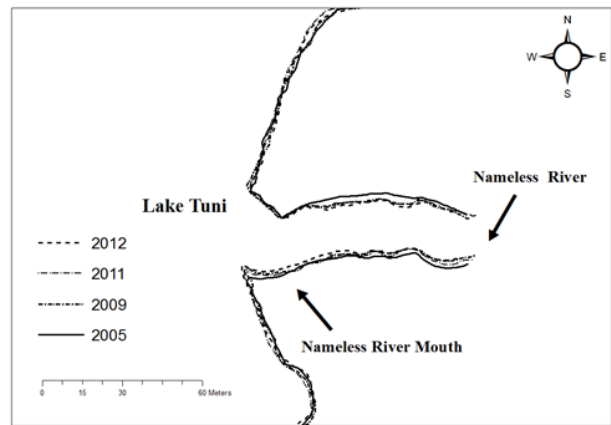 N
W E
S
Nameless River
Lake Tuni
2012
2011
2009
2005
Nameless River Mouth
0 15 30 60 Meters